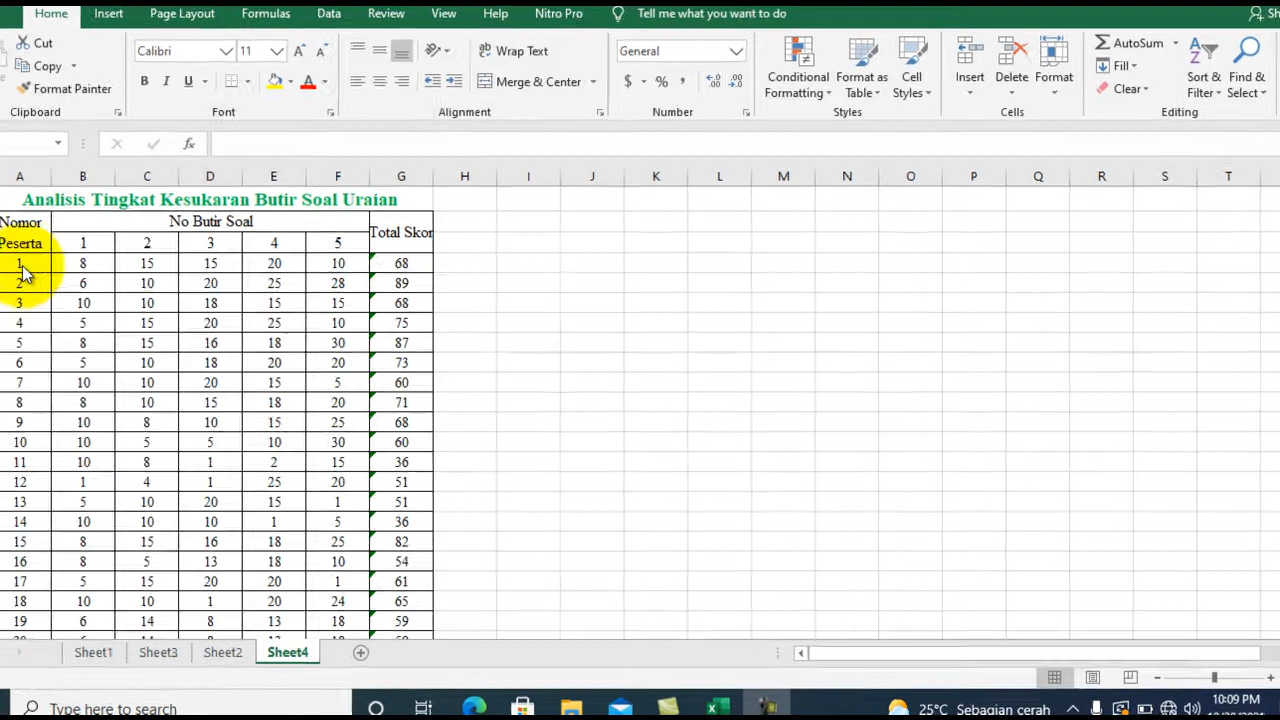 Home Insert Page Layout Formulas Data Review View Help Nitro Pro Tell me what you want to do
Cut
Copy
Format Painter
Clipboard
Calibri 11
B I U
Font
Wrap Text
Merge & Center
Alignment
General
$ % ,
Number
Conditional Formatting
Format as Table
Cell Styles
Styles
Insert Delete Format
Cells
AutoSum
Fill
Clear
Sort & Filter
Find & Select
Editing
fx
A B C D E F G H I J K L M N O P Q R S T
Analisis Tingkat Kesukaran Butir Soal Uraian
Nomor No Butir Soal Total Skor
Peserta 1 2 3 4 5
1 8 15 15 20 10 68
2 6 10 20 25 28 89
3 10 10 18 15 15 68
4 5 15 20 25 10 75
5 8 15 16 18 30 87
6 5 10 18 20 20 73
7 10 10 20 15 5 60
8 8 10 15 18 20 71
9 10 8 10 15 25 68
10 10 5 5 10 30 60
11 10 8 1 2 15 36
12 1 4 1 25 20 51
13 5 10 20 15 1 51
14 10 10 10 1 5 36
15 8 15 16 18 25 82
16 8 5 13 18 10 54
17 5 15 20 20 1 61
18 10 10 1 20 24 65
19 6 14 8 13 18 59
Sheet1 Sheet3 Sheet2 Sheet4
Type here to search
25°C Sebagian cerah
10:09 PM